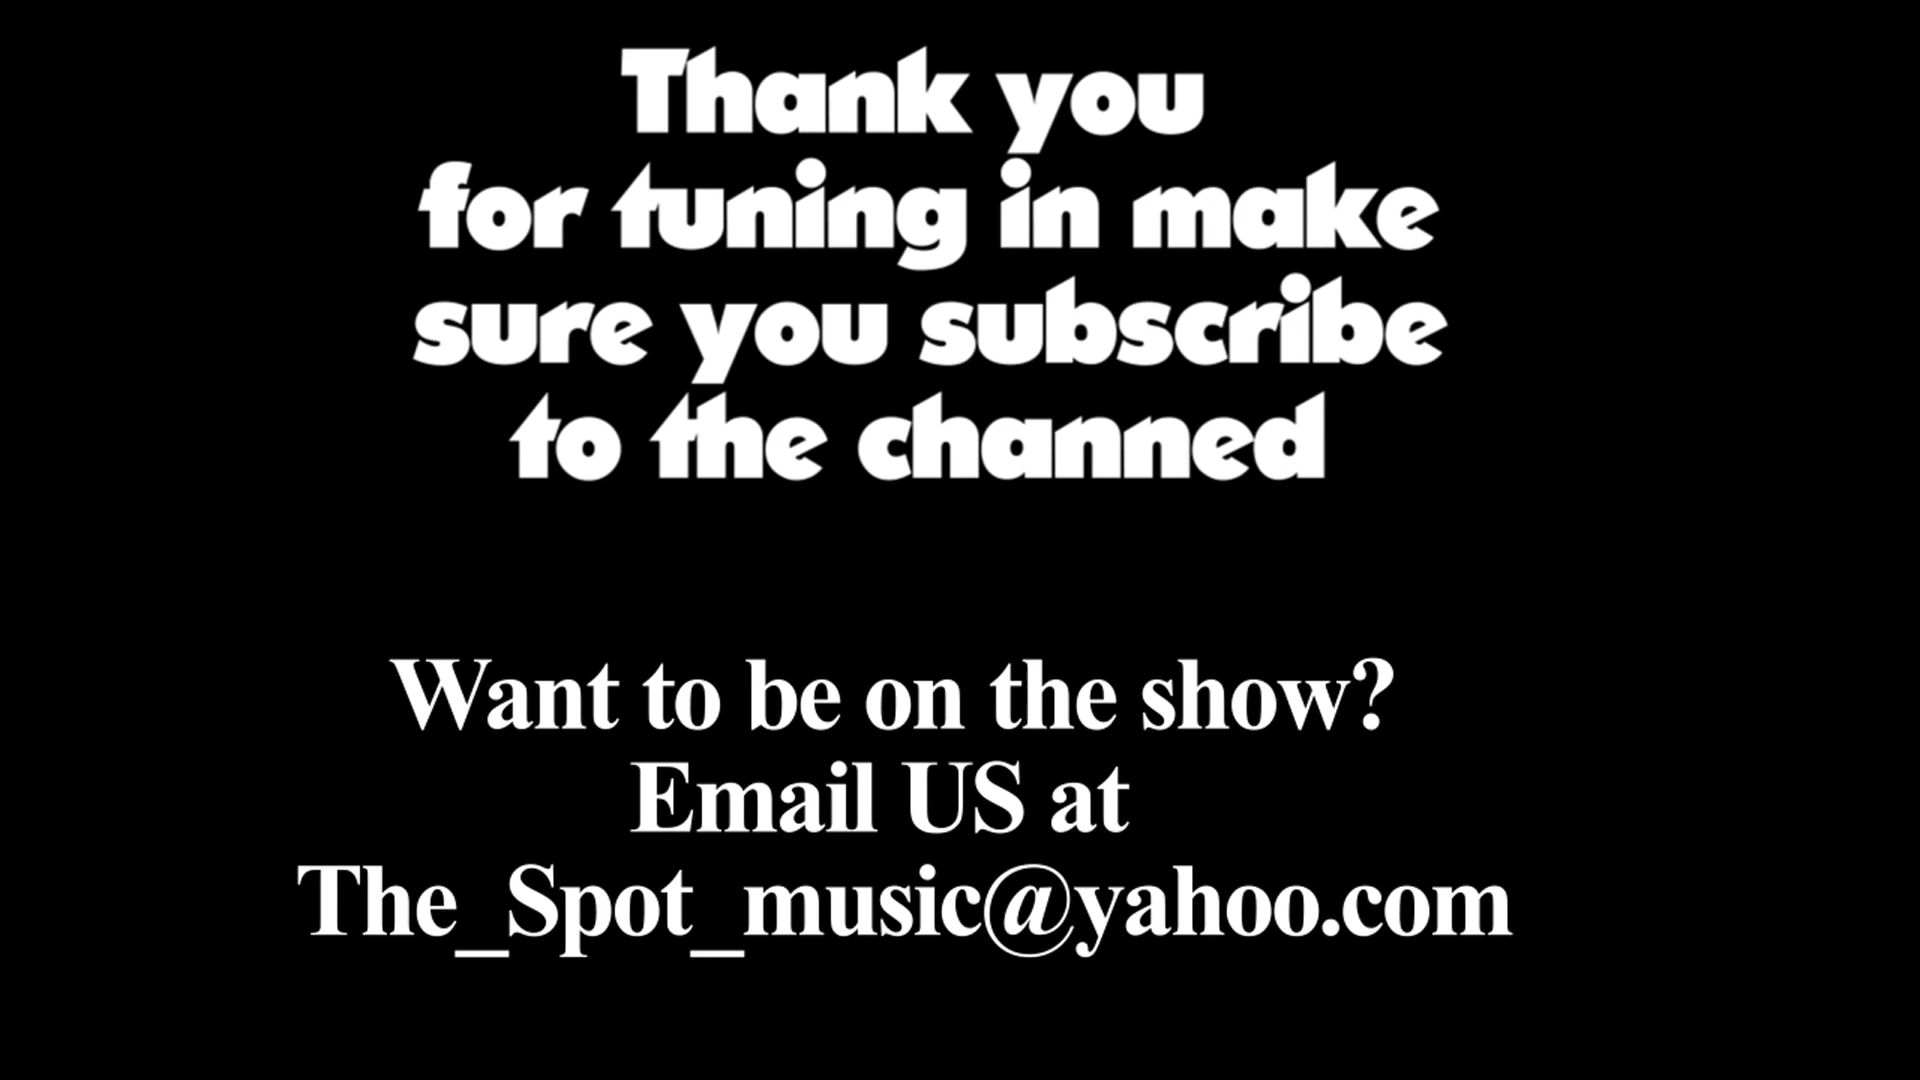 Thank you
for tuning in make
sure you subscribe
to the channed
Want to be on the show?
Email US at
The_Spot_music@yahoo.com